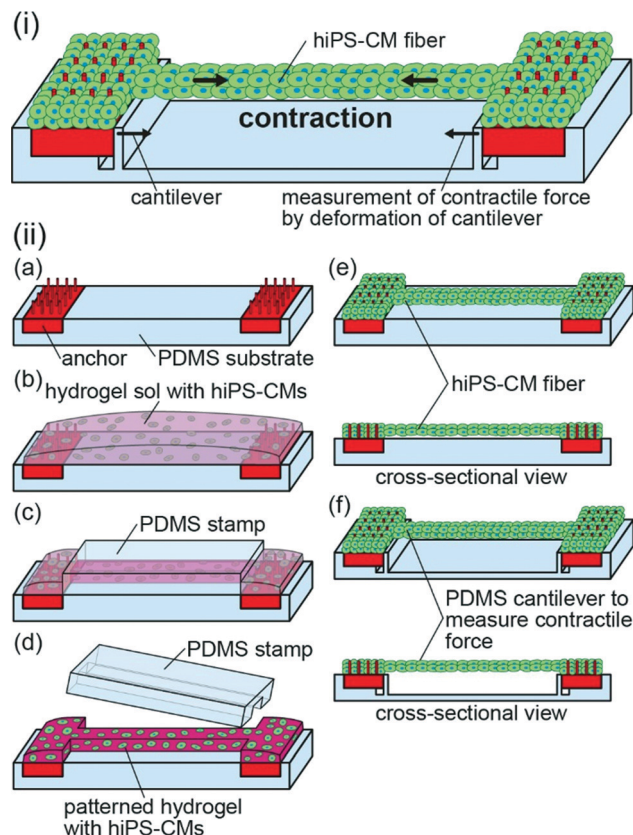 (i)
hiPS-CM fiber
contraction
cantilever
measurement of contractile force
by deformation of cantilever
(ii)
(a)
anchor
PDMS substrate
(b)
hydrogel sol with hiPS-CMs
(c)
PDMS stamp
(d)
PDMS stamp
patterned hydrogel
with hiPS-CMs
(e)
hiPS-CM fiber
cross-sectional view
(f)
PDMS cantilever to
measure contractile
force
cross-sectional view